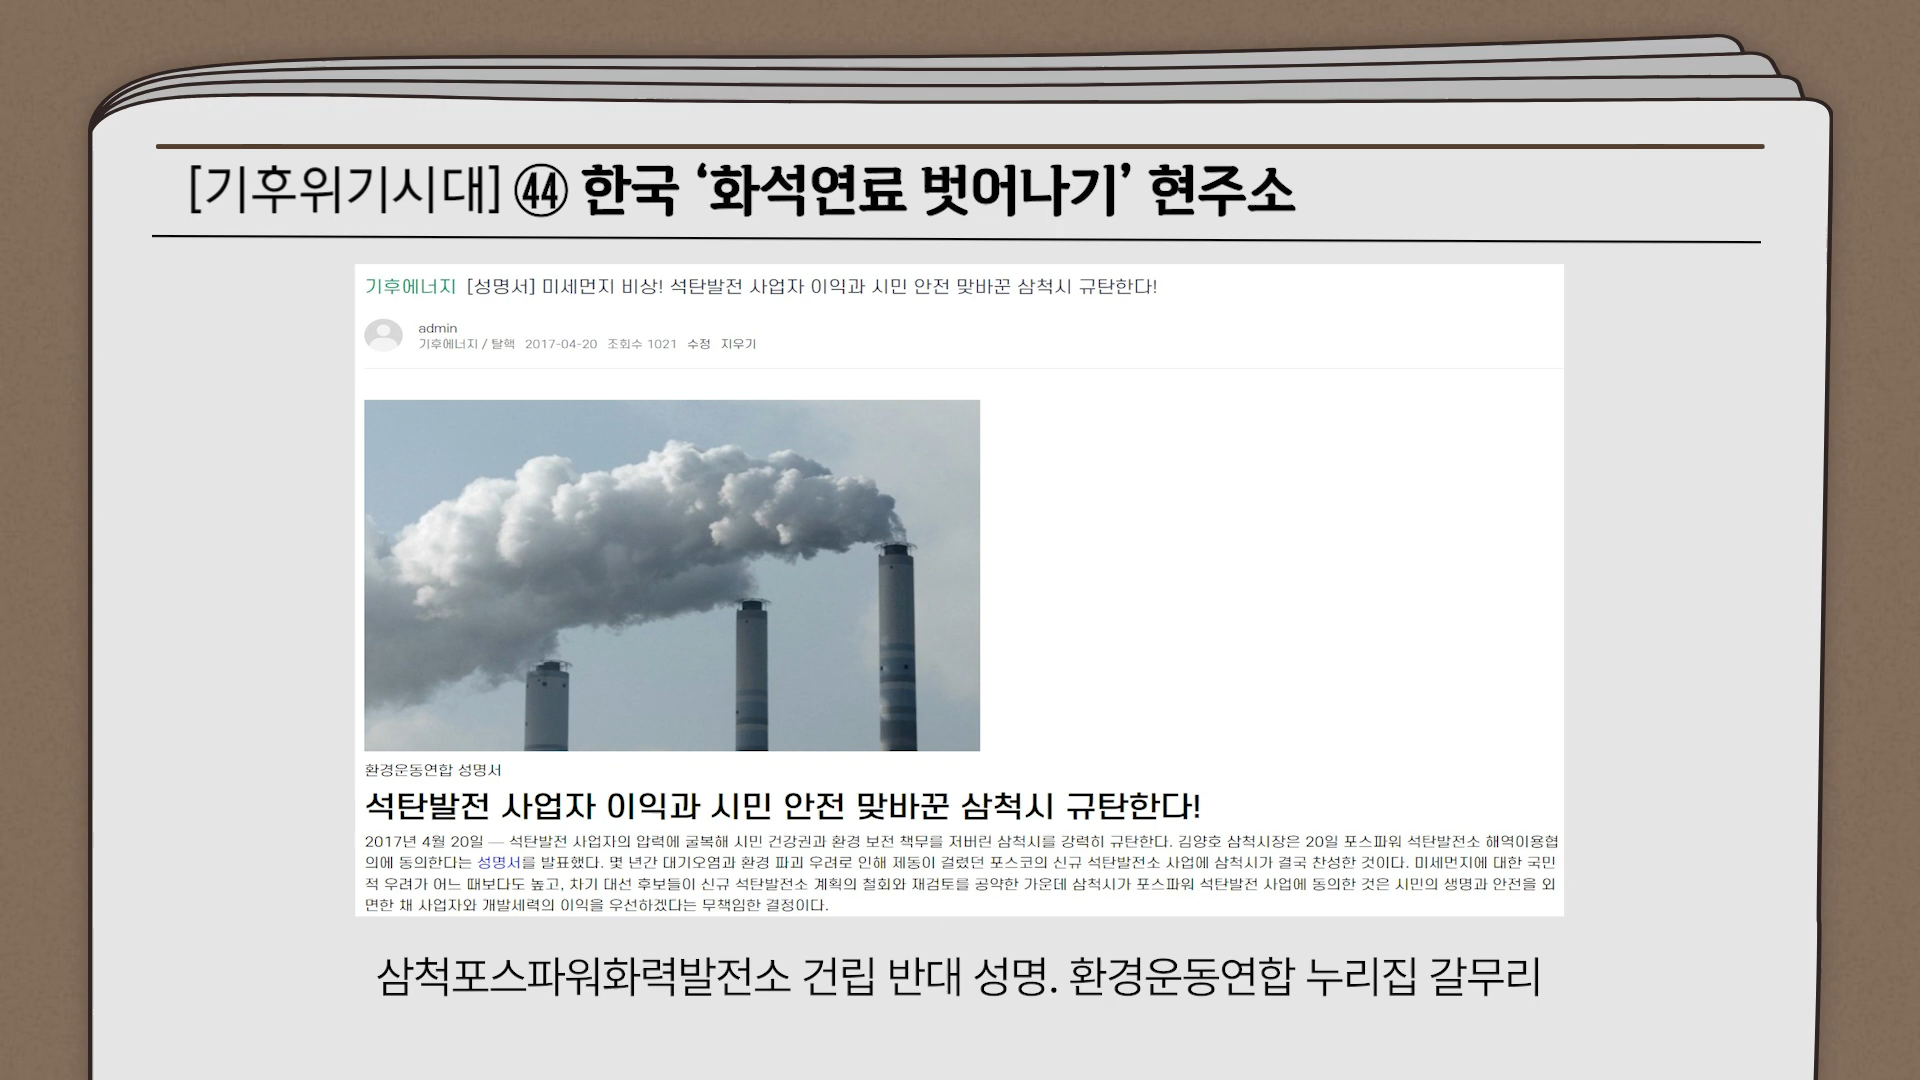 [기후위기시대] ㊹ 한국 ‘화석연료 벗어나기’ 현주소
기후에너지 [성명서] 미세먼지 비상! 석탄발전 사업자 이익과 시민 안전 맞바꾼 삼척시 규탄한다!
admin
기후에너지 / 탈핵 2017-04-20 조회수 1021 수정 지우기
환경운동연합 성명서
석탄발전 사업자 이익과 시민 안전 맞바꾼 삼척시 규탄한다!
2017년 4월 20일 — 석탄발전 사업자의 압력에 굴복해 시민 건강권과 환경 보전 책무를 저버린 삼척시를 강력히 규탄한다. 김양호 삼척시장은 20일 포스파워 석탄발전소 해역이용협
의에 동의한다는 성명서를 발표했다. 몇 년간 대기오염과 환경 파괴 우려로 인해 제동이 걸렸던 포스코의 신규 석탄발전소 사업에 삼척시가 결국 찬성한 것이다. 미세먼지에 대한 국민
적 우려가 어느 때보다도 높고, 차기 대선 후보들이 신규 석탄발전소 계획의 철회와 재검토를 공약한 가운데 삼척시가 포스파워 석탄발전 사업에 동의한 것은 시민의 생명과 안전을 외
면한 채 사업자와 개발세력의 이익을 우선하겠다는 무책임한 결정이다.
삼척포스파워화력발전소 건립 반대 성명. 환경운동연합 누리집 갈무리